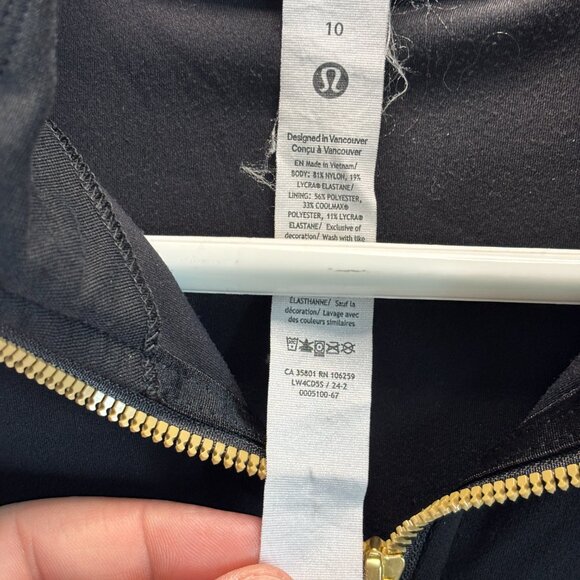 10
Designed in Vancouver
Conçu à Vancouver
EN Made in Vietnam/
BODY: 81% NYLON, 19%
LYCRA® ELASTANE/
LINING: 56% POLYESTER,
33% COOLMAX®
POLYESTER, 11% LYCRA®
ELASTANE/ Exclusive of
decoration/ Wash with like
ÉLASTHANNE/ Sauf la
décoration/ Lavage avec
des couleurs similaires
CA 35801 RN 106259
LW4CD5S / 24-2
0005100-67